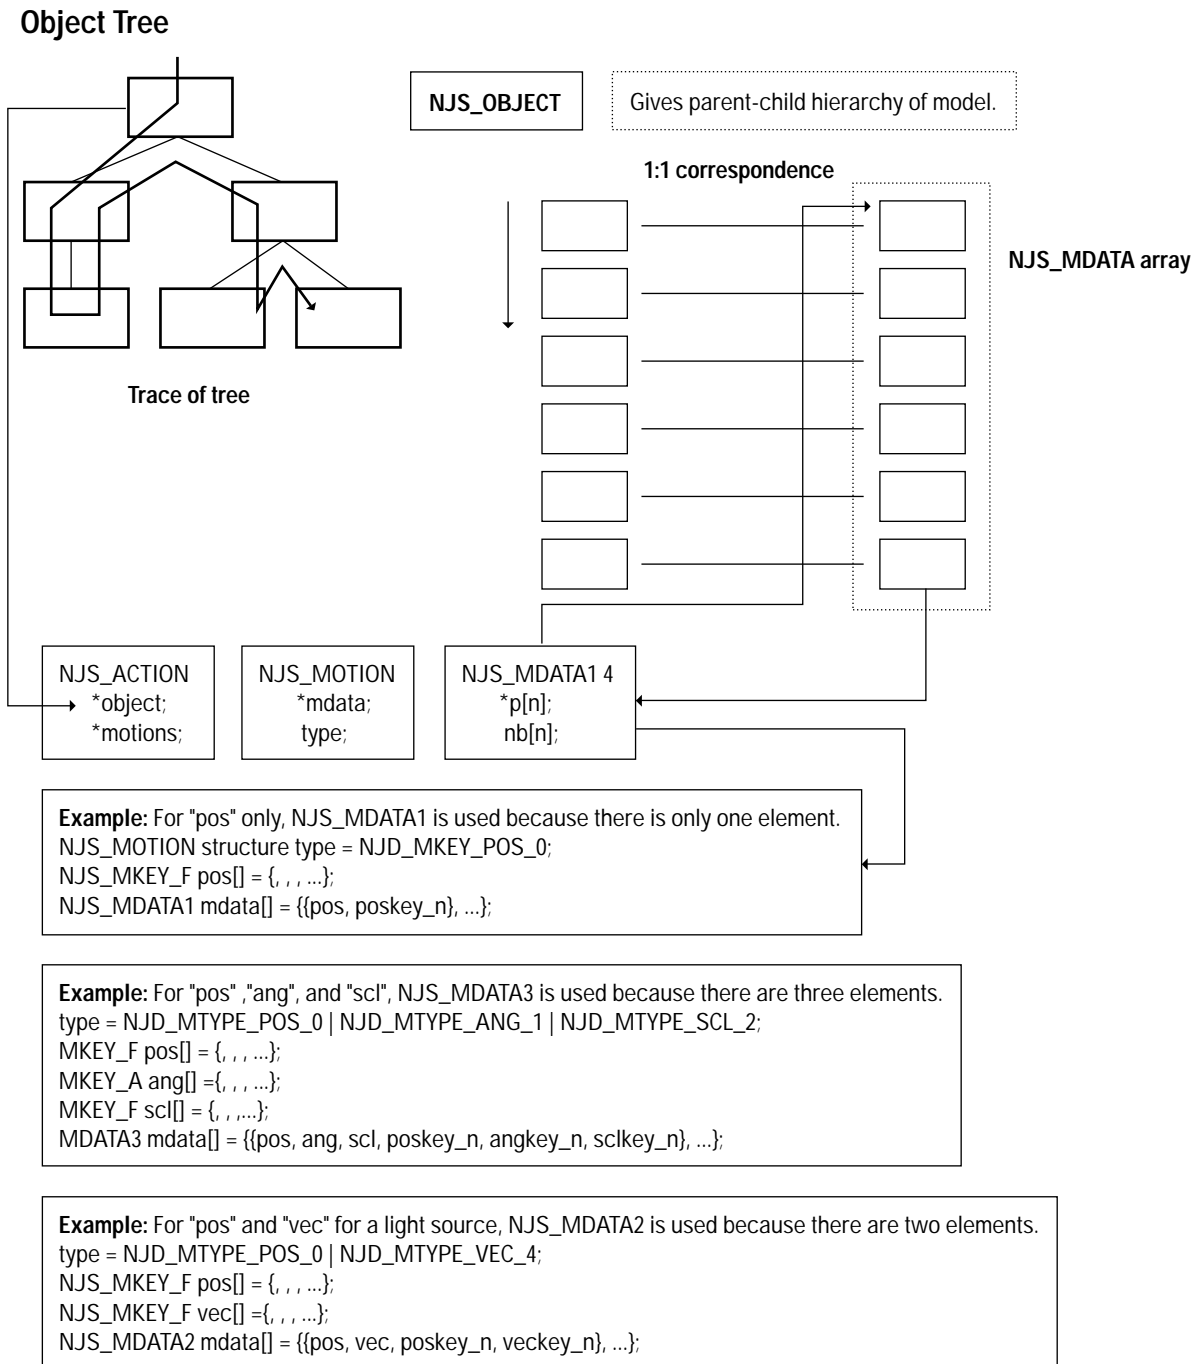 Object Tree
NJS_OBJECT
Gives parent-child hierarchy of model.
1:1 correspondence
NJS_MDATA array
Trace of tree
NJS_ACTION
*object;
*motions;
NJS_MOTION
*mdata;
type;
NJS_MDATA1 4
*p[n];
nb[n];
Example: For "pos" only, NJS_MDATA1 is used because there is only one element.
NJS_MOTION structure type = NJD_MKEY_POS_0;
NJS_MKEY_F pos[] = {, , , ...};
NJS_MDATA1 mdata[] = {{pos, poskey_n}, ...};
Example: For "pos" ,"ang", and "scl", NJS_MDATA3 is used because there are three elements.
type = NJD_MTYPE_POS_0 | NJD_MTYPE_ANG_1 | NJD_MTYPE_SCL_2;
MKEY_F pos[] = {, , , ...};
MKEY_A ang[] ={, , , ...};
MKEY_F scl[] = {, , ,...};
MDATA3 mdata[] = {{pos, ang, scl, poskey_n, angkey_n, sclkey_n}, ...};
Example: For "pos" and "vec" for a light source, NJS_MDATA2 is used because there are two elements.
type = NJD_MTYPE_POS_0 | NJD_MTYPE_VEC_4;
NJS_MKEY_F pos[] = {, , , ...};
NJS_MKEY_F vec[] ={, , , ...};
NJS_MDATA2 mdata[] = {{pos, vec, poskey_n, veckey_n}, ...};